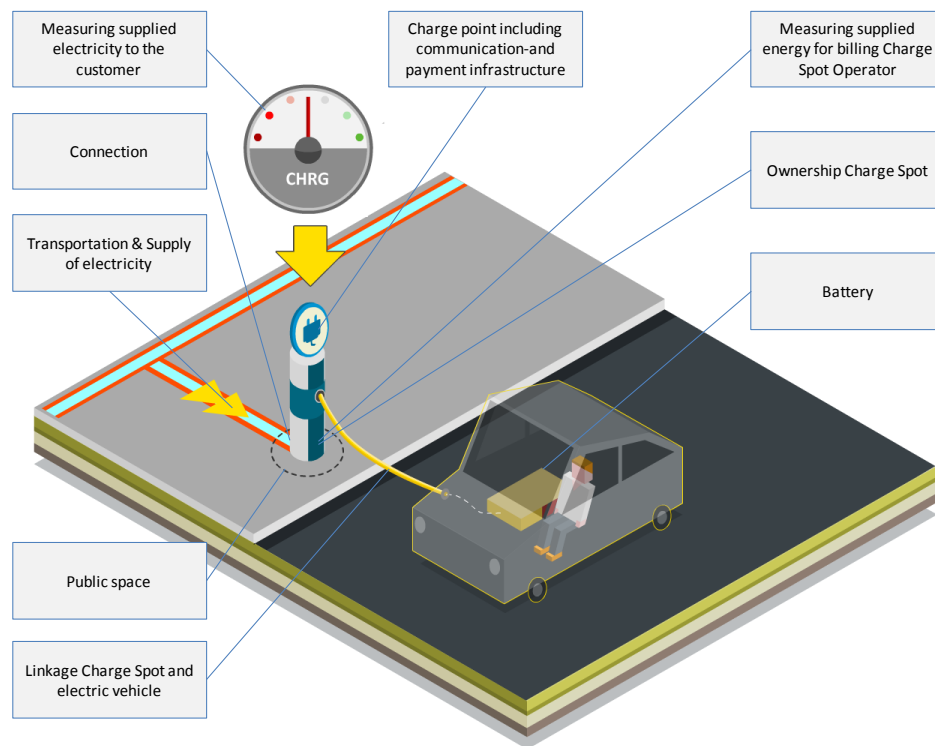 Measuring supplied
electricity to the
customer
Charge point including
communication-and
payment infrastructure
Measuring supplied
energy for billing Charge
Spot Operator
Connection
CHRG
Ownership Charge Spot
Transportation & Supply
of electricity
Battery
Public space
Linkage Charge Spot and
electric vehicle